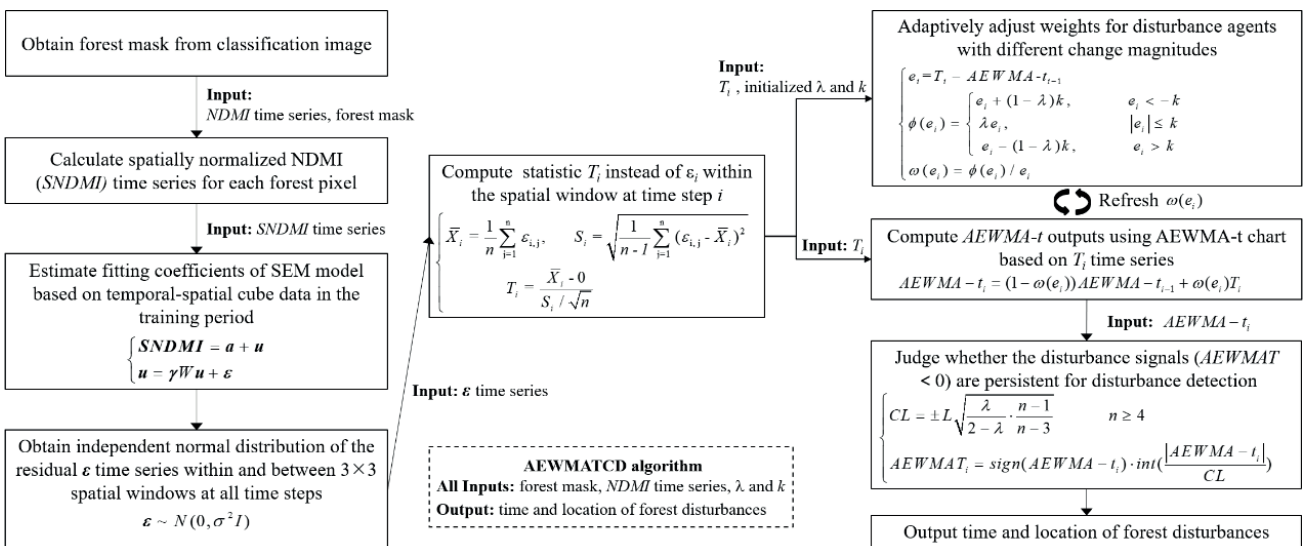 Obtain forest mask from classification image
Input:
NDMI time series, forest mask
Calculate spatially normalized NDMI
(SNDMI) time series for each forest pixel
Input: SNDMI time series
Estimate fitting coefficients of SEM model
based on temporal-spatial cube data in the
training period
{ SNDMI = a + u
u = γWu + ε
Obtain independent normal distribution of the
residual ε time series within and between 3×3
spatial windows at all time steps
ε ~ N(0, σ²I)
Input: ε time series
Compute statistic Tᵢ instead of εᵢ within
the spatial window at time step i
X̄ᵢ = 1/n ∑ⁿⱼ₌₁ εᵢ,ⱼ, Sᵢ = √(1/(n - 1) ∑ⁿⱼ₌₁ (εᵢ,ⱼ - X̄ᵢ)²)
Tᵢ = (X̄ᵢ - 0) / (Sᵢ / √n)
AEWMATCD algorithm
All Inputs: forest mask, NDMI time series, λ and k
Output: time and location of forest disturbances
Input:
Tᵢ , initialized λ and k
Input: Tᵢ
Adaptively adjust weights for disturbance agents
with different change magnitudes
eᵢ = Tᵢ – AEWMA-tᵢ₋₁
eᵢ + (1 – λ)k, eᵢ < –k
ϕ(eᵢ) = { λeᵢ, |eᵢ| ≤ k
eᵢ – (1 – λ)k, eᵢ > k
ω(eᵢ) = ϕ(eᵢ) / eᵢ
Refresh ω(eᵢ)
Compute AEWMA-t outputs using AEWMA-t chart
based on Tᵢ time series
AEWMA – tᵢ = (1 – ω(eᵢ))AEWMA – tᵢ₋₁ + ω(eᵢ)Tᵢ
Input: AEWMA – tᵢ
Judge whether the disturbance signals (AEWMAT
< 0) are persistent for disturbance detection
CL = ±L√(λ/(2 – λ) · (n – 1)/(n – 3)) n ≥ 4
AEWMATᵢ = sign(AEWMA – tᵢ) · int(|AEWMA – tᵢ| / CL)
Output time and location of forest disturbances